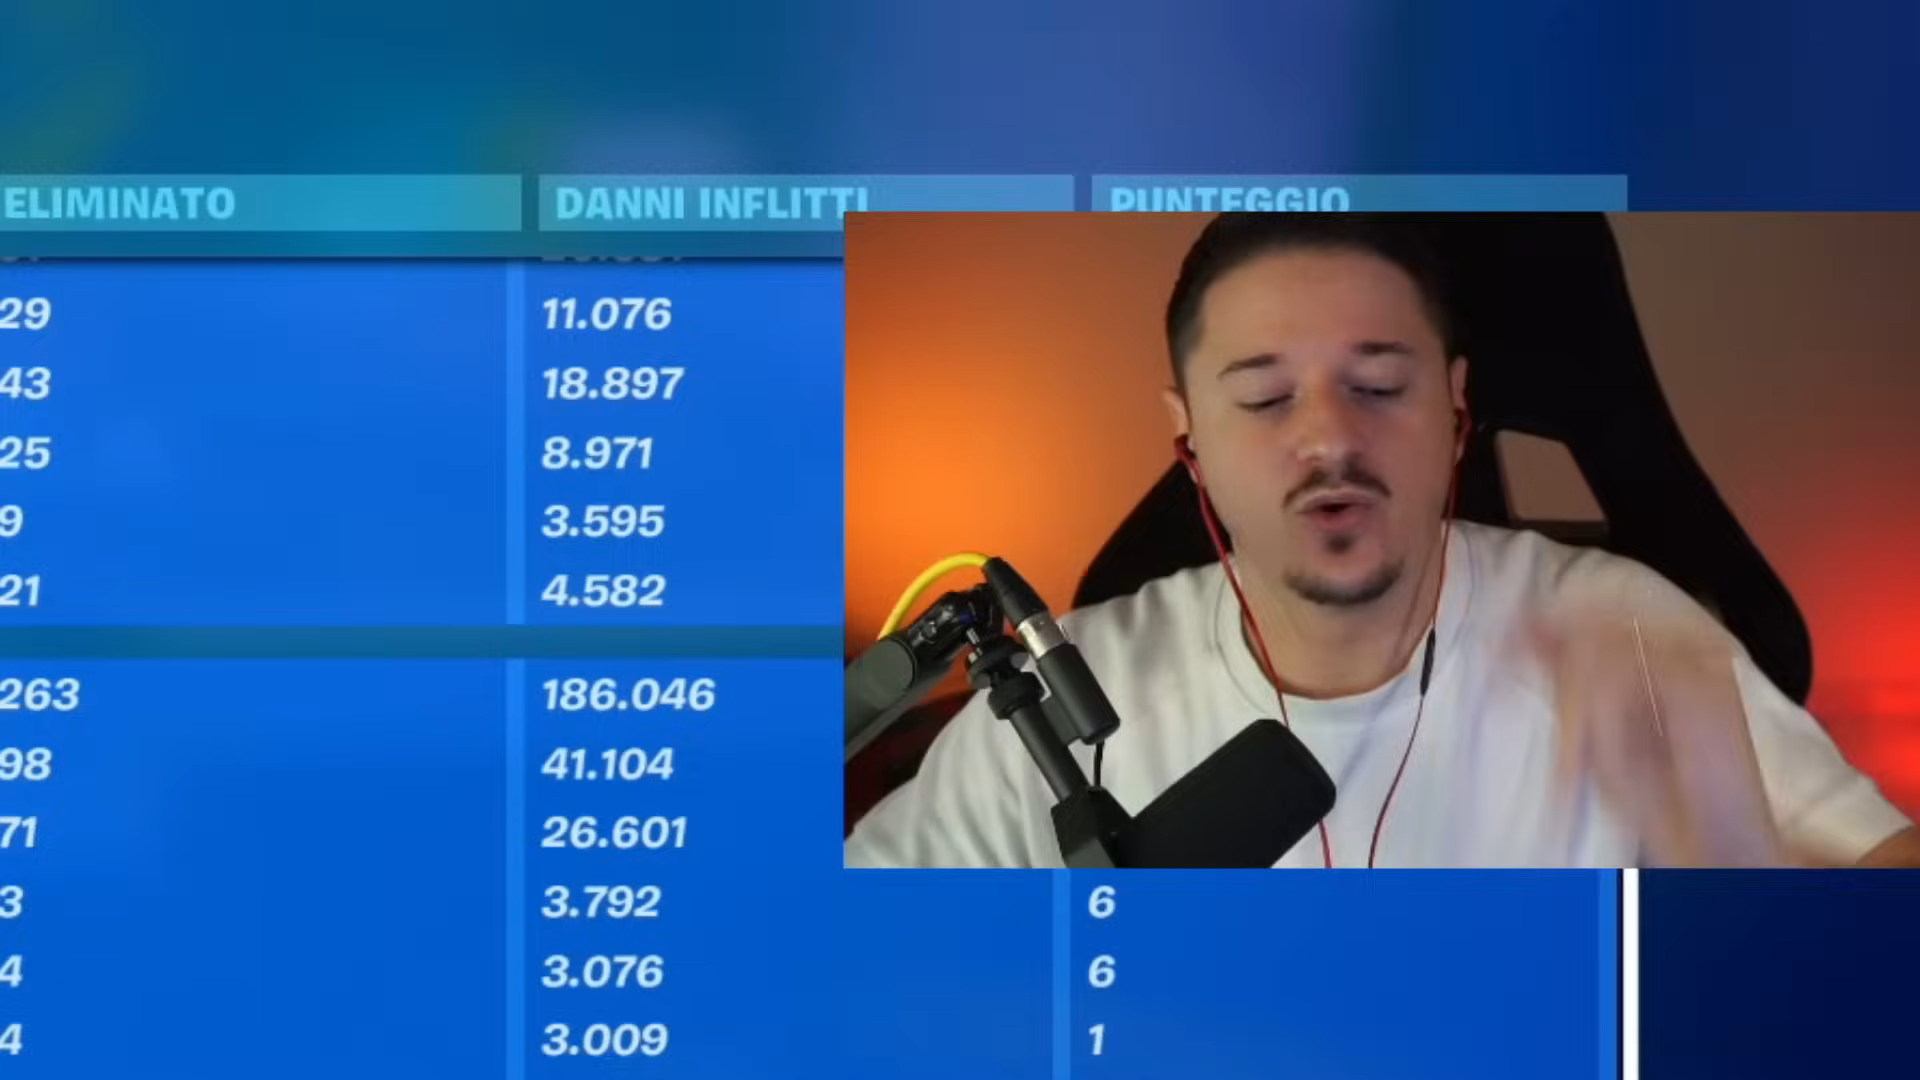 ELIMINATO DANNI INFLITTI PUNTEGGIO
29 11.076
43 18.897
25 8.971
9 3.595
21 4.582
263 186.046
98 41.104
71 26.601
3 3.792 6
4 3.076 6
4 3.009 1